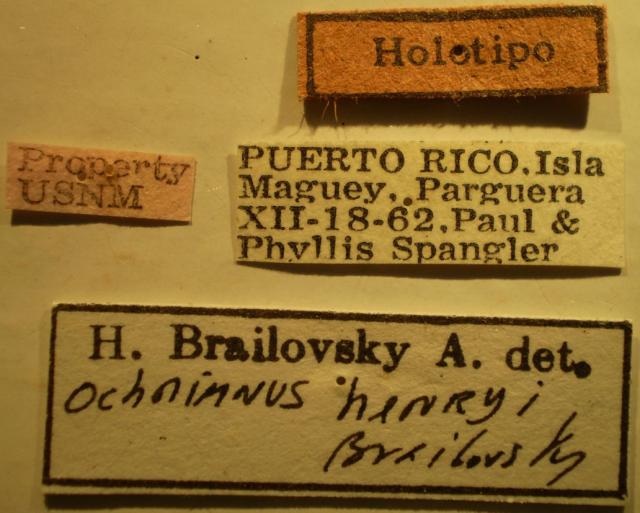 Holotipo
Property
USNM
PUERTO RICO.Isla
Maguey, Parguera
XII-18-62,Paul &
Phyllis Spangler
H. Brailovsky A. det.
Ochrimnus henryi
Brailovsky